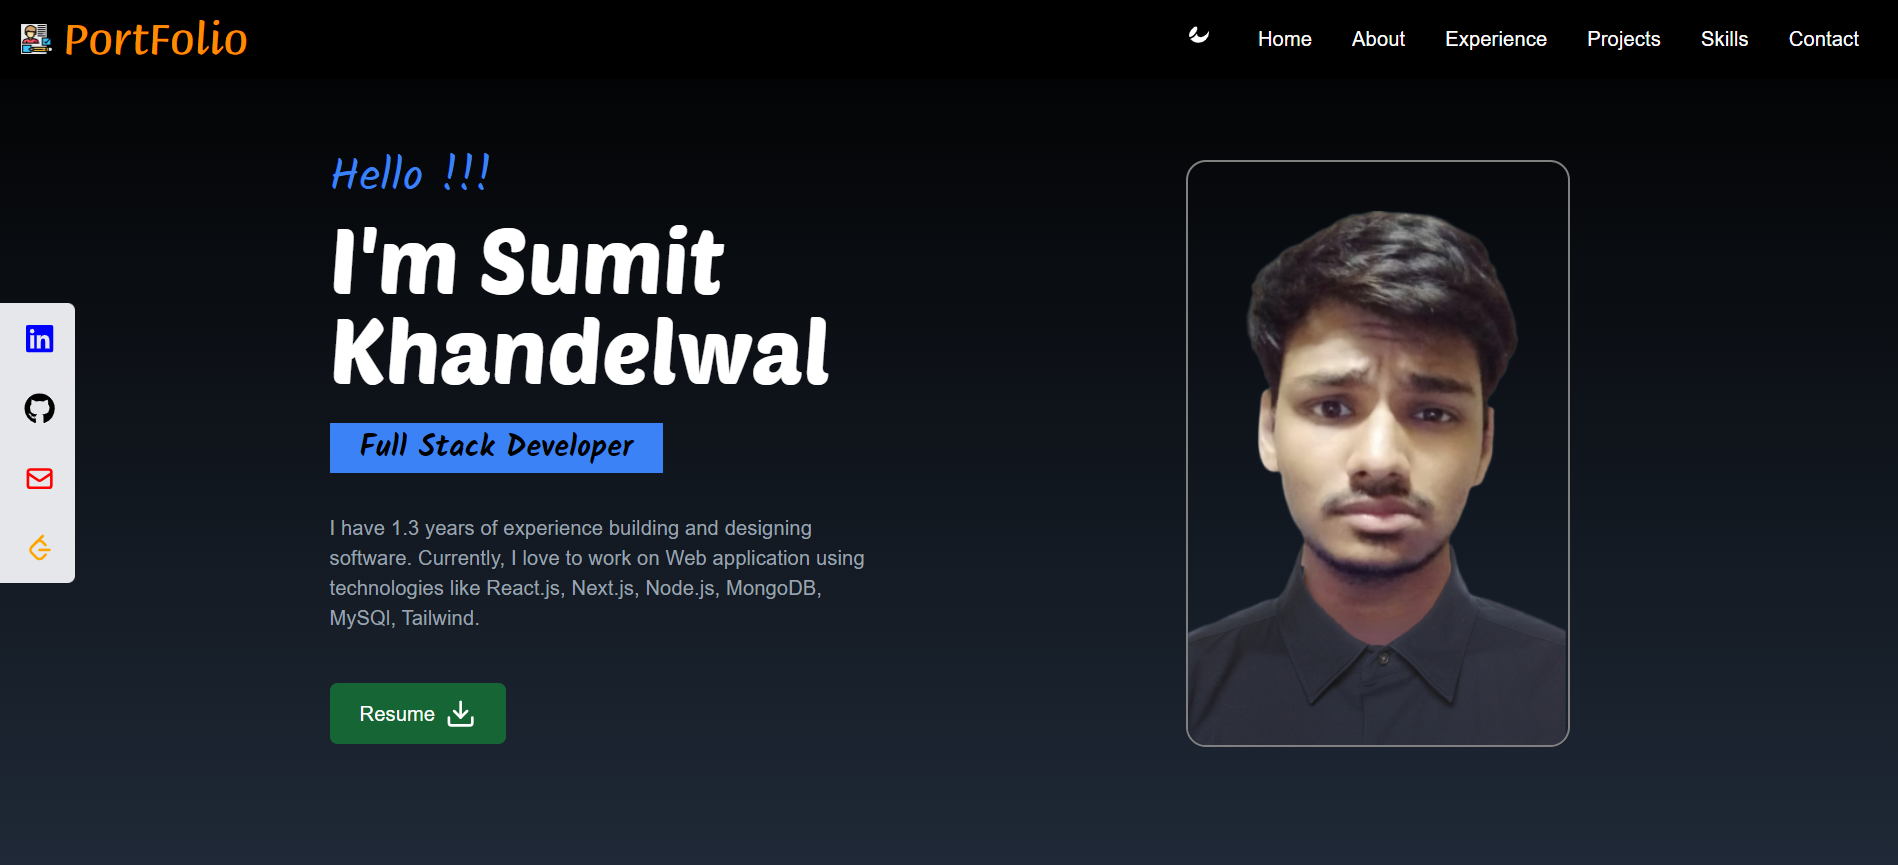 PortFolio
Home About Experience Projects Skills Contact
Hello !!!
I'm Sumit
Khandelwal
Full Stack Developer
I have 1.3 years of experience building and designing
software. Currently, I love to work on Web application using
technologies like React.js, Next.js, Node.js, MongoDB,
MySQl, Tailwind.
Resume
in